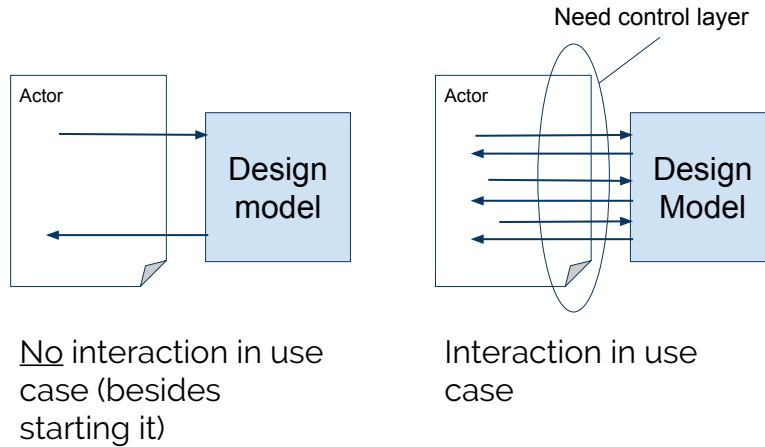 Need control layer
Actor
Design
model
Actor
Design
Model
No interaction in use
case (besides
starting it)
Interaction in use
case